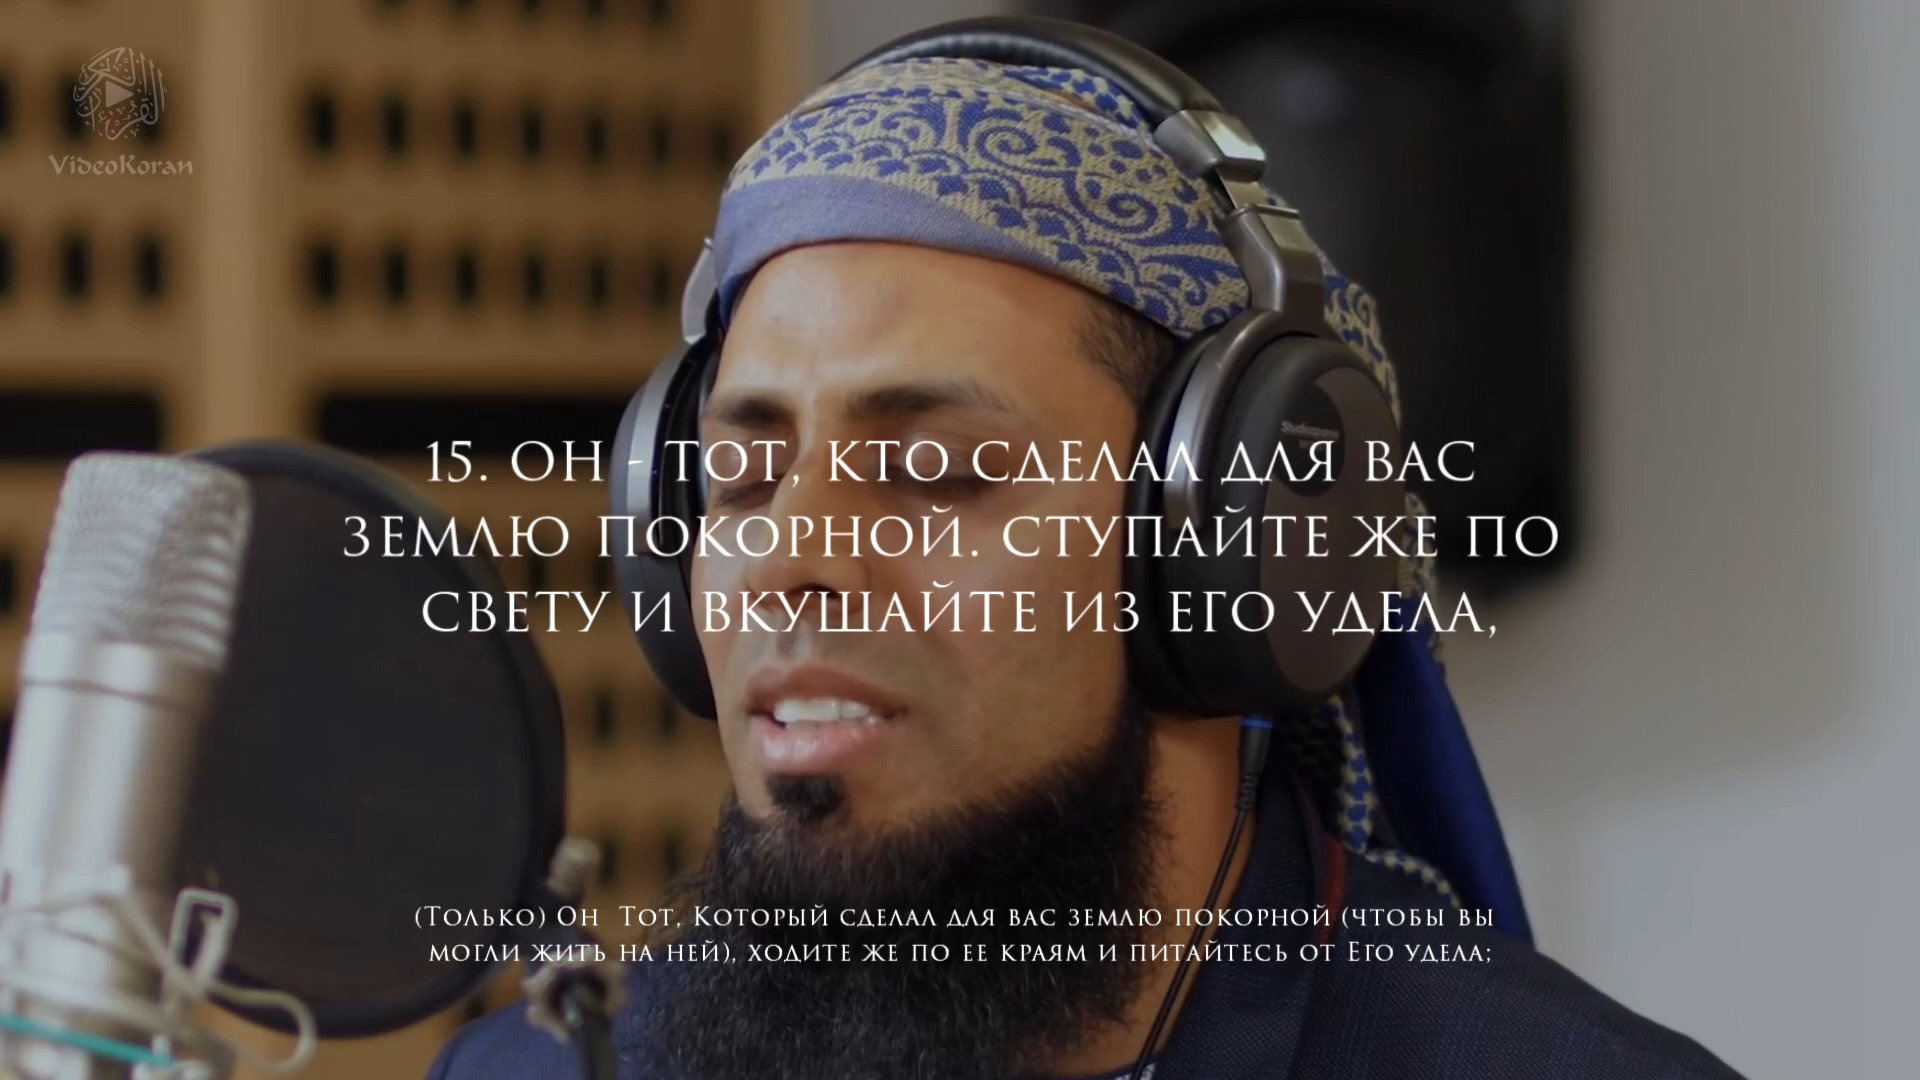 VideoKoran
15. ОН - ТОТ, КТО СДЕЛАЛ ДЛЯ ВАС
ЗЕМЛЮ ПОКОРНОЙ. СТУПАЙТЕ ЖЕ ПО
СВЕТУ И ВКУШАЙТЕ ИЗ ЕГО УДЕЛА,
(Только) Он Тот, Который сделал для вас землю покорной (чтобы вы
могли жить на ней), ходите же по ее краям и питайтесь от Его удела;